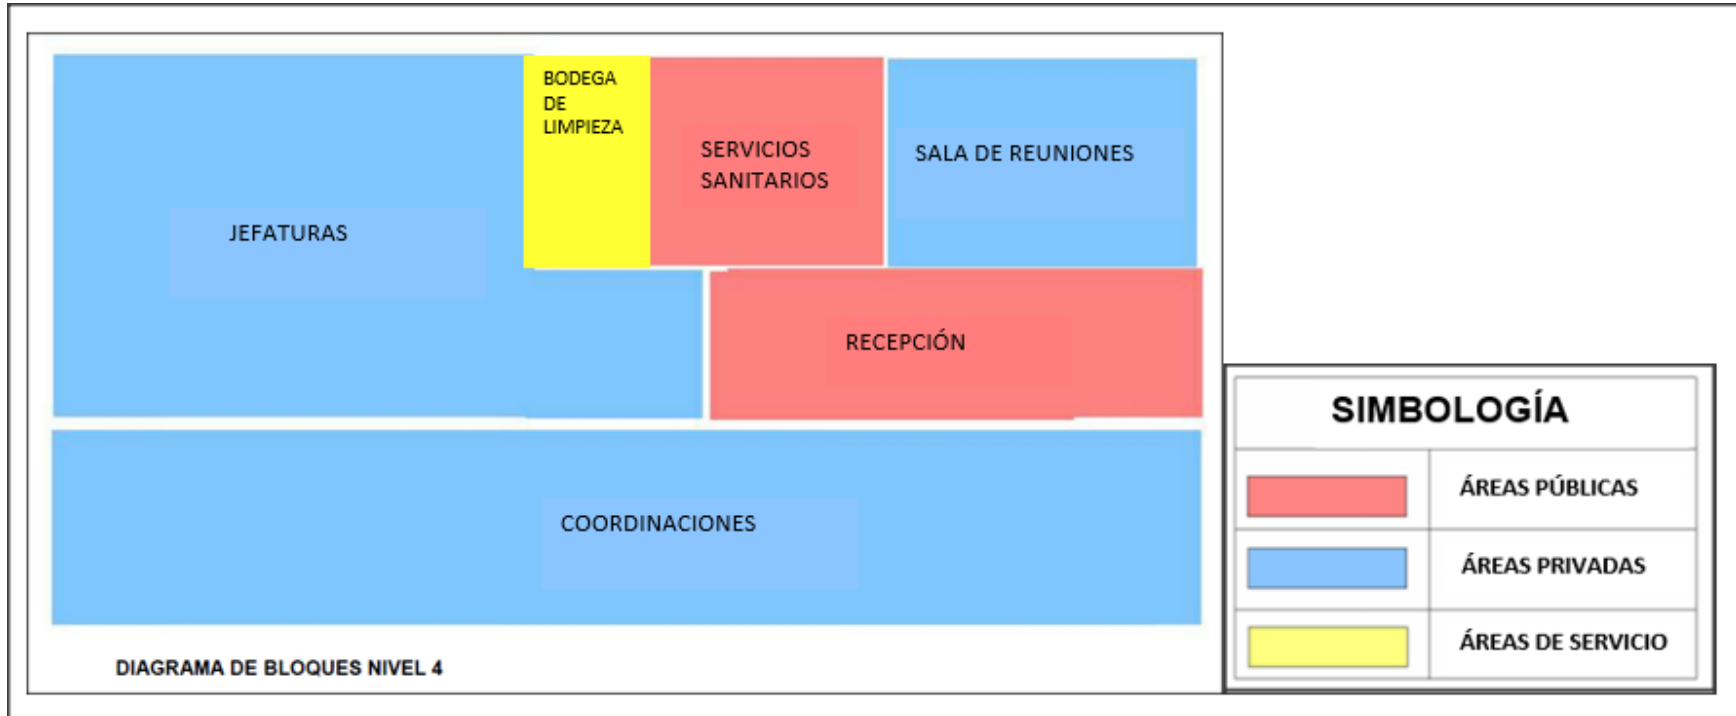 BODEGA
DE
LIMPIEZA
SERVICIOS
SANITARIOS
SALA DE REUNIONES
JEFATURAS
RECEPCIÓN
COORDINACIONES
DIAGRAMA DE BLOQUES NIVEL 4
SIMBOLOGÍA
ÁREAS PÚBLICAS
ÁREAS PRIVADAS
ÁREAS DE SERVICIO